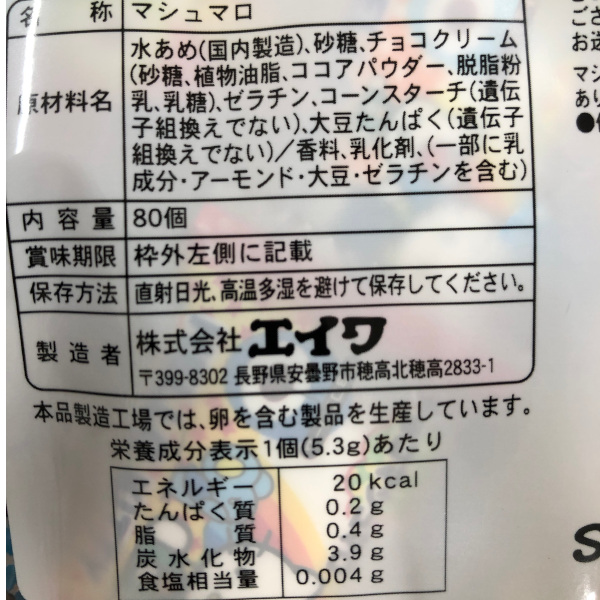 名 称 マシュマロ
原材料名
水あめ(国内製造)、砂糖、チョコクリーム
(砂糖、植物油脂、ココアパウダー、脱脂粉
乳、乳糖)、ゼラチン、コーンスターチ(遺伝
子組換えでない)、大豆たんぱく(遺伝子
組換えでない)／香料、乳化剤、(一部に乳
成分・アーモンド・大豆・ゼラチンを含む)
内容量 80個
賞味期限 枠外左側に記載
保存方法 直射日光、高温多湿を避けて保存してください。
製造者 株式会社 エイワ
〒399-8302 長野県安曇野市穂高北穂高2833-1
本品製造工場では、卵を含む製品を生産しています。
栄養成分表示1個(5.3g)あたり
エネルギー 20kcal
たんぱく質 0.2g
脂質 0.4g
炭水化物 3.9g
食塩相当量 0.004g
ごさ
お送
マシ
あり